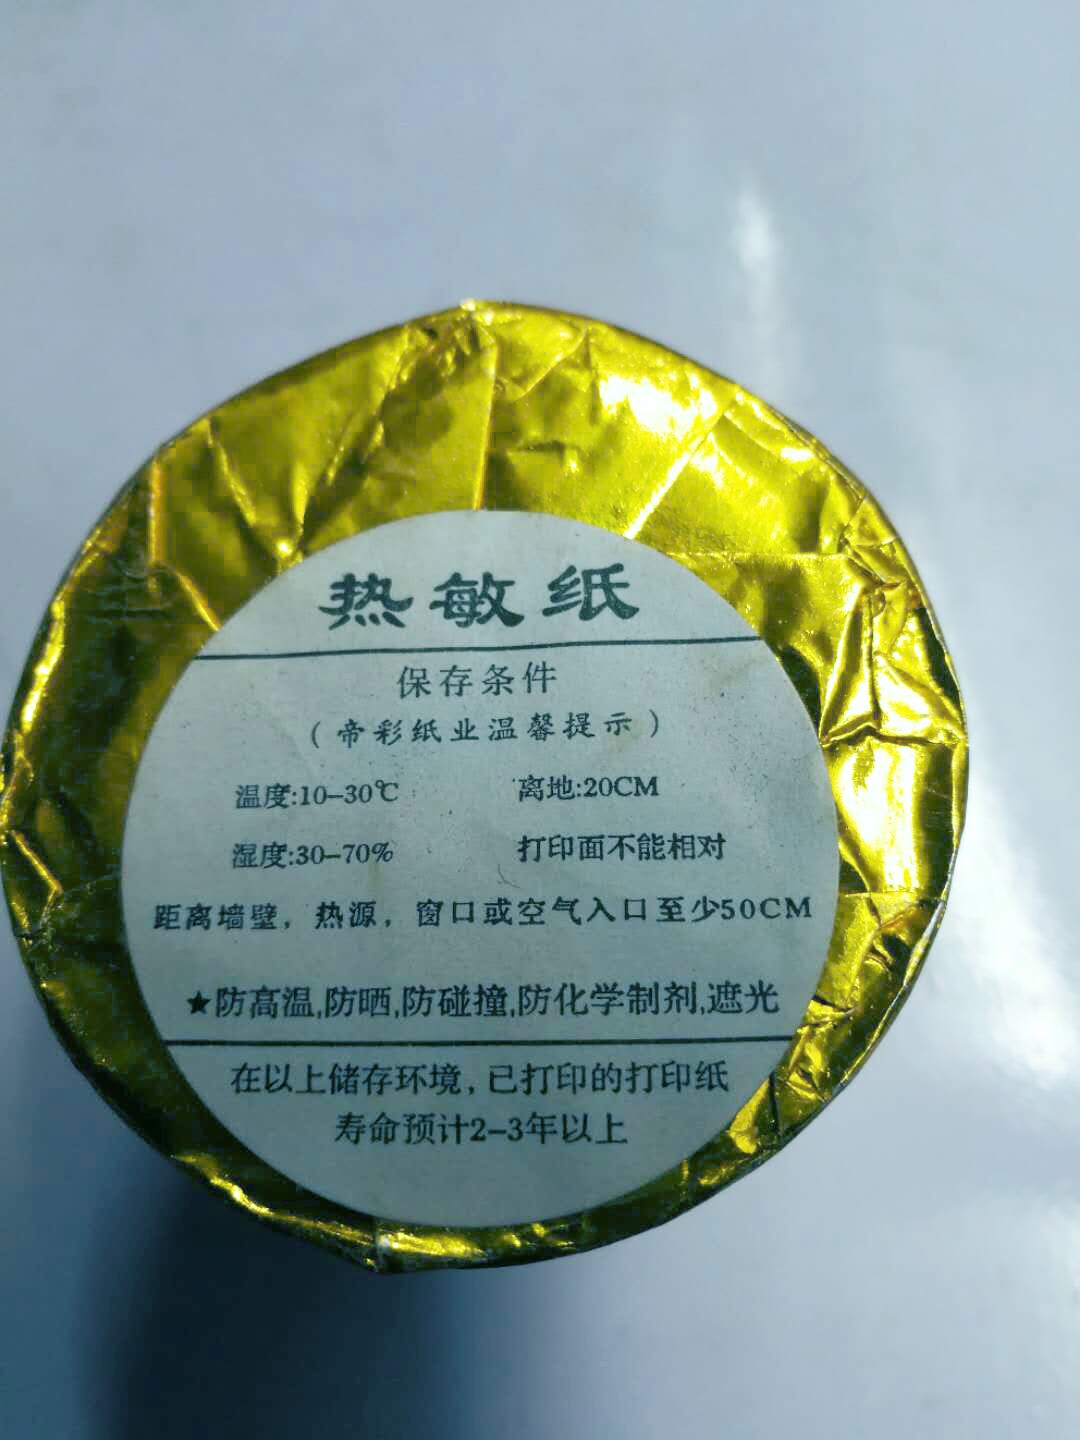 热敏纸
保存条件
(帝彩纸业温馨提示)
温度:10-30℃ 离地:20CM
湿度:30-70% 打印面不能相对
距离墙壁，热源，窗口或空气入口至少50CM
★防高温,防晒,防碰撞,防化学制剂,遮光
在以上储存环境，已打印的打印纸
寿命预计2-3年以上